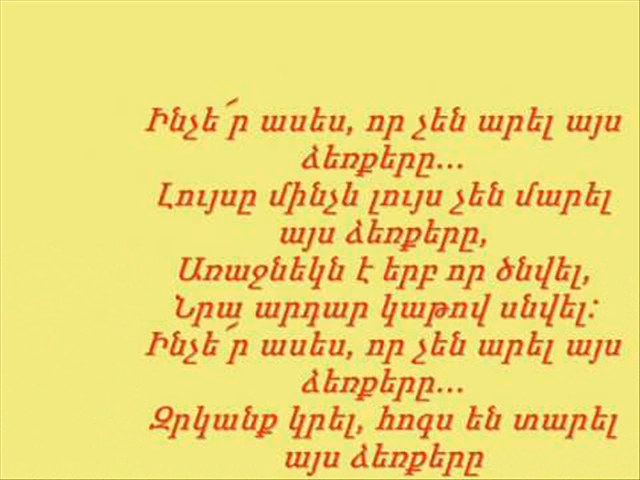 Ինչե՜ր ասես, որ չեն արել այս
ձեռքերը...
Լույսը մինչև լույս չեն մարել
այս ձեռքերը,
Առաջնեկն է երբ որ ծնվել,
Նրա արդար կաթով սնվել:
Ինչե՜ր ասես, որ չեն արել այս
ձեռքերը...
Զրկանք կրել, հոգս են տարել
այս ձեռքերը